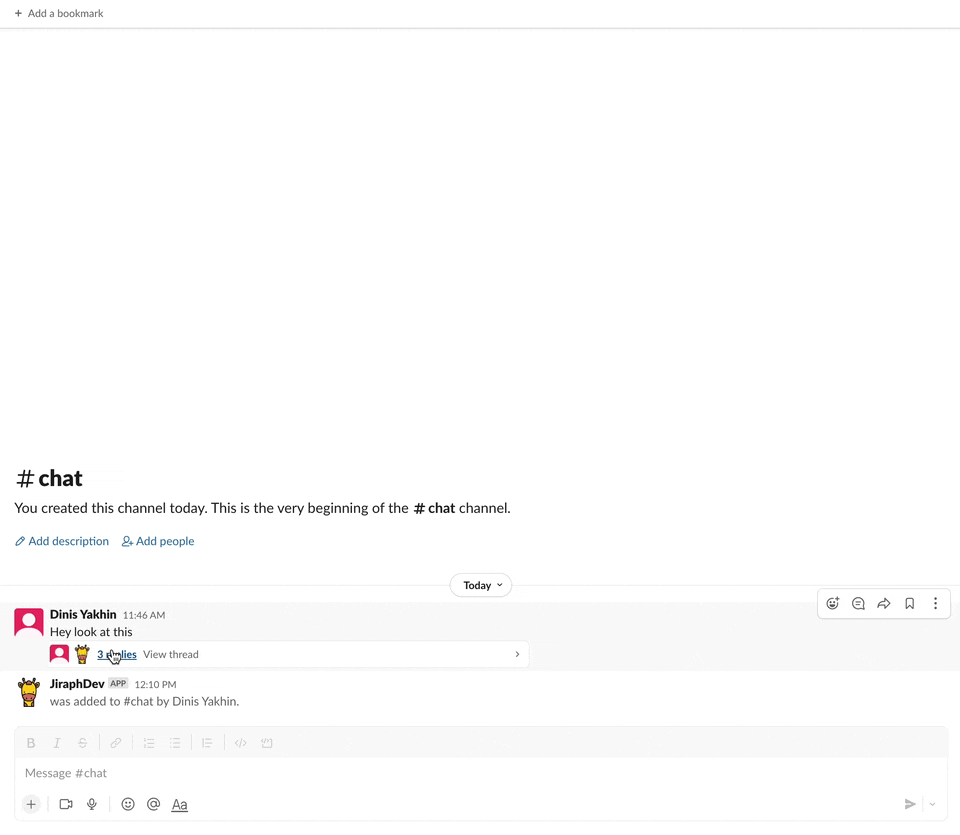 + Add a bookmark
# chat
You created this channel today. This is the very beginning of the # chat channel.
Add description Add people
Today
Dinis Yakhin 11:46 AM
Hey look at this
3 replies View thread
JiraphDev APP 12:10 PM
was added to #chat by Dinis Yakhin.
B I S
Message #chat
+ @ Aa